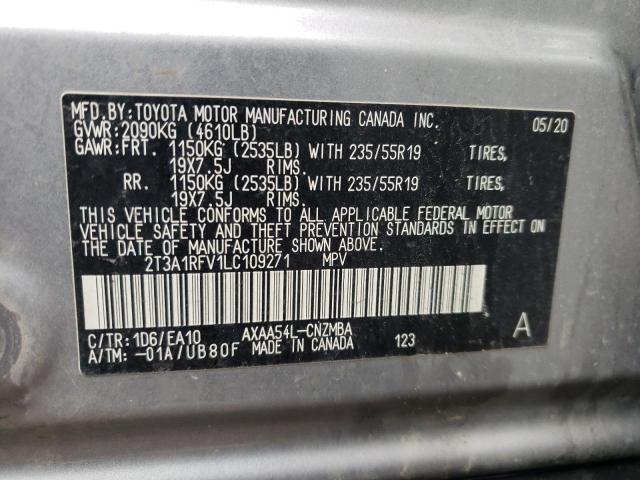 MFD.BY:TOYOTA MOTOR MANUFACTURING CANADA INC. 05/20
GVWR:2090KG (4610LB)
GAWR:FRT. 1150KG (2535LB) WITH 235/55R19 TIRES,
19X7.5J RIMS.
RR. 1150KG (2535LB) WITH 235/55R19 TIRES,
19X7.5J RIMS.
THIS VEHICLE CONFORMS TO ALL APPLICABLE FEDERAL MOTOR
VEHICLE SAFETY AND THEFT PREVENTION STANDARDS IN EFFECT ON
THE DATE OF MANUFACTURE SHOWN ABOVE.
2T3A1RFV1LC109271 MPV
C/TR:1D6/EA10 AXAA54L-CNZMBA A
A/TM:-01A/UB80F MADE IN CANADA 123